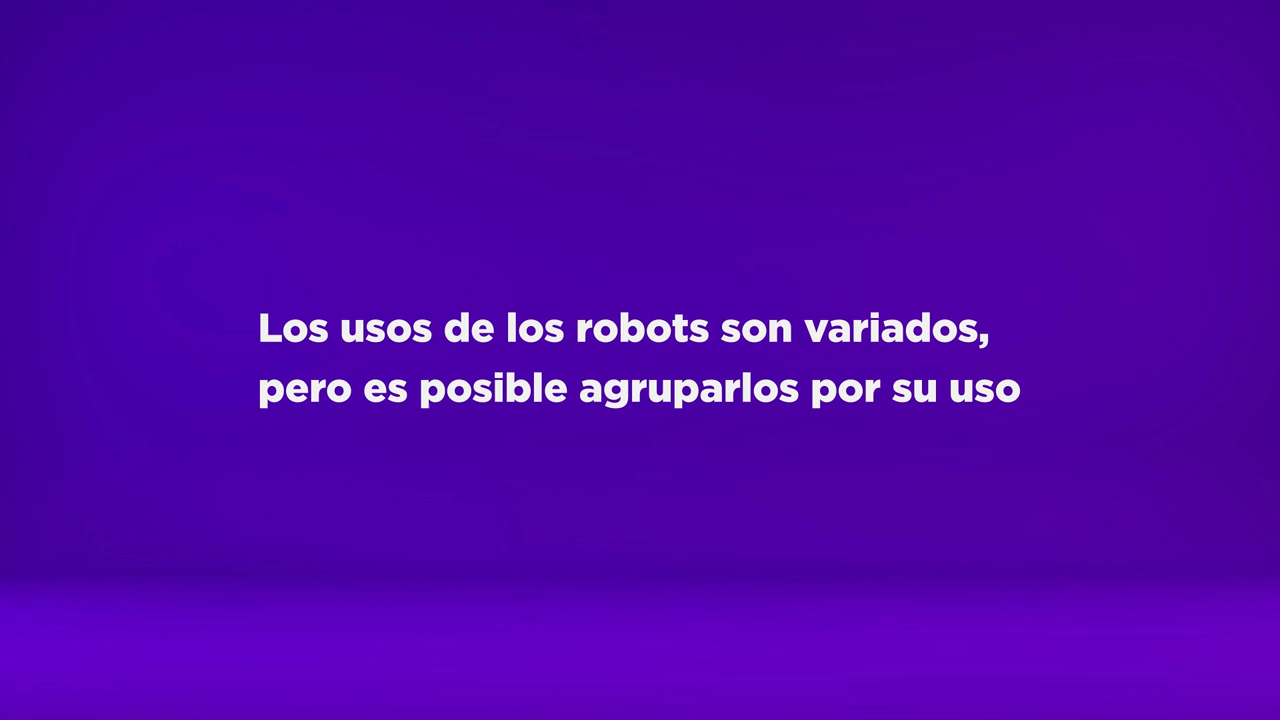 Los usos de los robots son variados,
pero es posible agruparlos por su uso